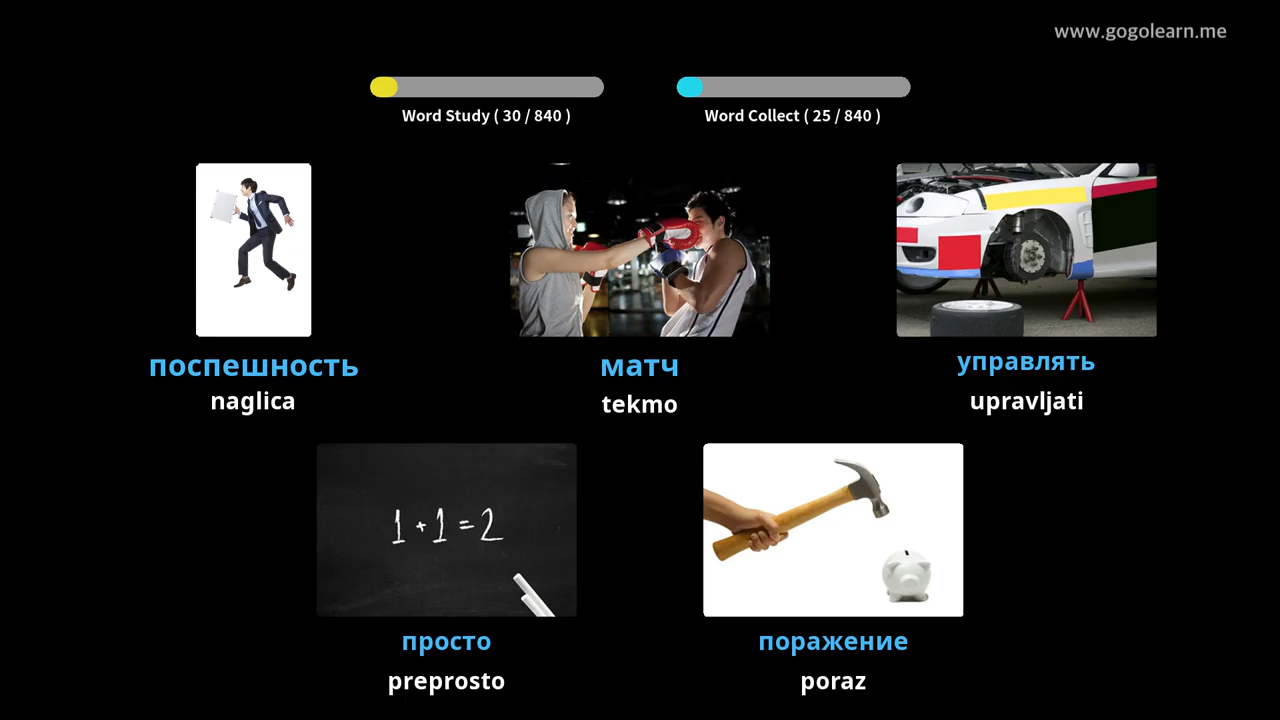 www.gogolearn.me
Word Study ( 30 / 840 )
Word Collect ( 25 / 840 )
поспешность
naglica
матч
tekmo
управлять
upravljati
1 + 1 = 2
просто
preprosto
поражение
poraz